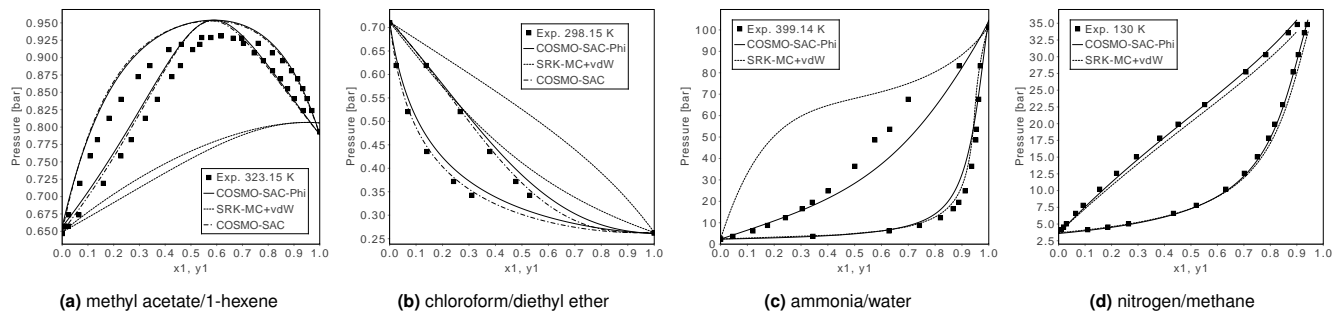 0.950
0.925
0.900
0.875
0.850
0.825
0.800
0.775
0.750
0.725
0.700
0.675
0.650
Pressure [bar]
Exp. 323.15 K
COSMO-SAC-Phi
SRK-MC+vdW
COSMO-SAC
0.0 0.1 0.2 0.3 0.4 0.5 0.6 0.7 0.8 0.9 1.0
x1, y1
(a) methyl acetate/1-hexene
0.70
0.65
0.60
0.55
0.50
0.45
0.40
0.35
0.30
0.25
Pressure [bar]
Exp. 298.15 K
COSMO-SAC-Phi
SRK-MC+vdW
COSMO-SAC
0.0 0.1 0.2 0.3 0.4 0.5 0.6 0.7 0.8 0.9 1.0
x1, y1
(b) chloroform/diethyl ether
100
90
80
70
60
50
40
30
20
10
0
Pressure [bar]
Exp. 399.14 K
COSMO-SAC-Phi
SRK-MC+vdW
0.0 0.1 0.2 0.3 0.4 0.5 0.6 0.7 0.8 0.9 1.0
x1, y1
(c) ammonia/water
35.0
32.5
30.0
27.5
25.0
22.5
20.0
17.5
15.0
12.5
10.0
7.5
5.0
2.5
Pressure [bar]
Exp. 130 K
COSMO-SAC-Phi
SRK-MC+vdW
0.0 0.1 0.2 0.3 0.4 0.5 0.6 0.7 0.8 0.9 1.0
x1, y1
(d) nitrogen/methane